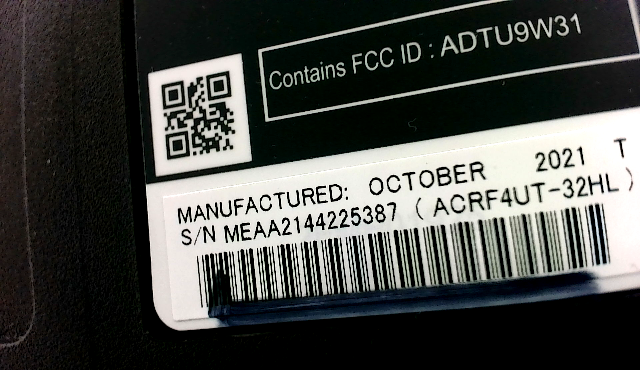 Contains FCC ID : ADTU9W31
MANUFACTURED: OCTOBER 2021 T
S/N MEAA2144225387 ( ACRF4UT-32HL )